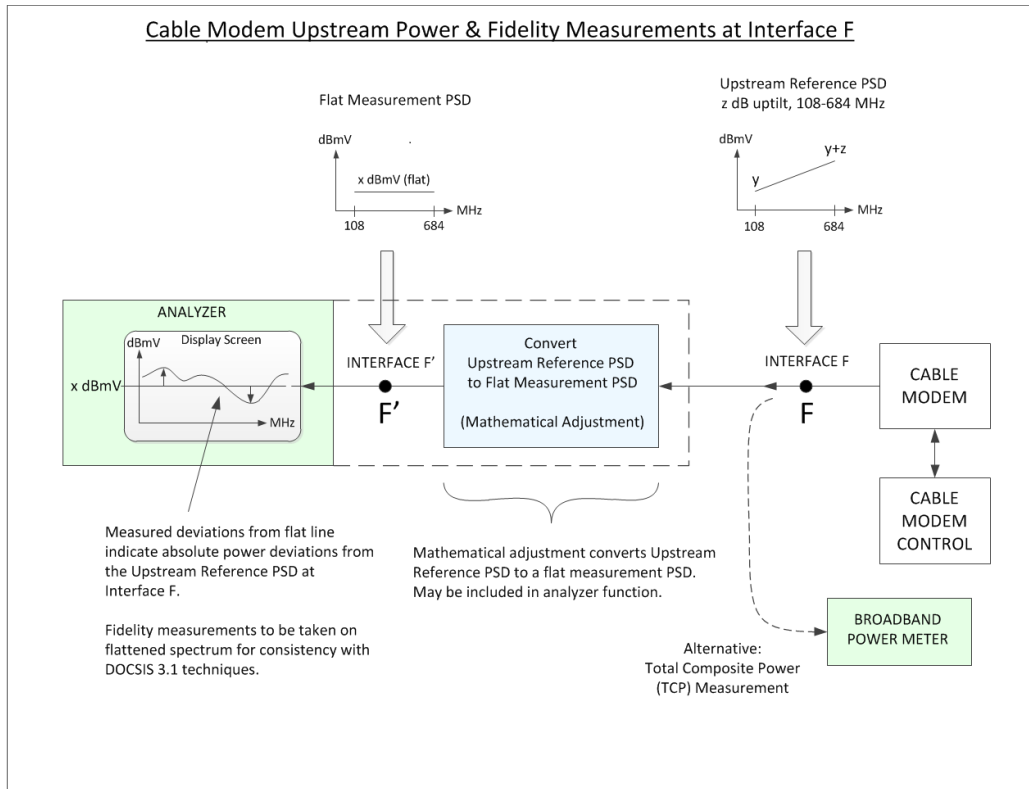 Cable Modem Upstream Power & Fidelity Measurements at Interface F
Flat Measurement PSD
dBmV
x dBmV (flat)
MHz
108
684
Upstream Reference PSD
z dB uptilt, 108-684 MHz
dBmV
y
y+z
MHz
108
684
ANALYZER
Display Screen
dBmV
x dBmV
MHz
INTERFACE F'
F'
Convert
Upstream Reference PSD
to Flat Measurement PSD
(Mathematical Adjustment)
INTERFACE F
F
CABLE
MODEM
CABLE
MODEM
CONTROL
Measured deviations from flat line
indicate absolute power deviations from
the Upstream Reference PSD at
Interface F.
Fidelity measurements to be taken on
flattened spectrum for consistency with
DOCSIS 3.1 techniques.
Mathematical adjustment converts Upstream
Reference PSD to a flat measurement PSD.
May be included in analyzer function.
Alternative:
Total Composite Power
(TCP) Measurement
BROADBAND
POWER METER